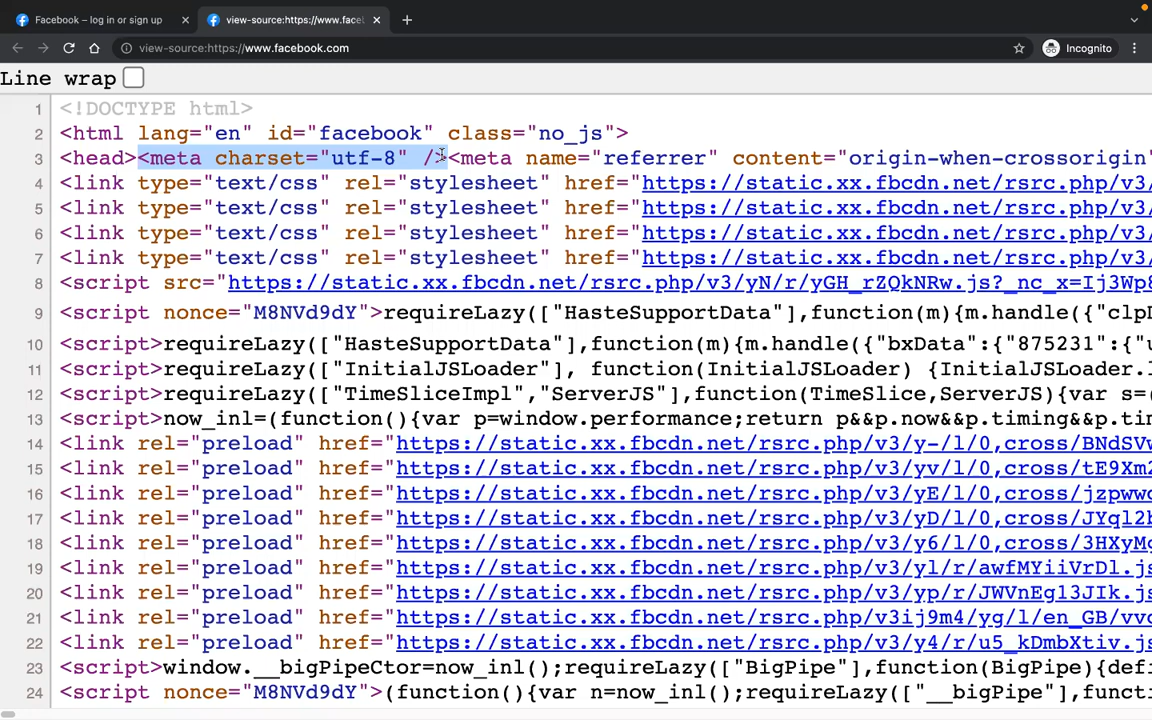 Facebook – log in or sign up
view-source:https://www.facel
view-source:https://www.facebook.com
Incognito
Line wrap
1 <!DOCTYPE html>
2 <html lang="en" id="facebook" class="no_js">
3 <head><meta charset="utf-8" /><meta name="referrer" content="origin-when-crossorigin"
4 <link type="text/css" rel="stylesheet" href="https://static.xx.fbcdn.net/rsrc.php/v3/
5 <link type="text/css" rel="stylesheet" href="https://static.xx.fbcdn.net/rsrc.php/v3/
6 <link type="text/css" rel="stylesheet" href="https://static.xx.fbcdn.net/rsrc.php/v3/
7 <link type="text/css" rel="stylesheet" href="https://static.xx.fbcdn.net/rsrc.php/v3/
8 <script src="https://static.xx.fbcdn.net/rsrc.php/v3/yN/r/yGH_rZQkNRw.js?_nc_x=Ij3Wp8
9 <script nonce="M8NVd9dY">requireLazy(["HasteSupportData"],function(m){m.handle({"clpD
10 <script>requireLazy(["HasteSupportData"],function(m){m.handle({"bxData":{"875231":{"u
11 <script>requireLazy(["InitialJSLoader"], function(InitialJSLoader) {InitialJSLoader.l
12 <script>requireLazy(["TimeSliceImpl","ServerJS"],function(TimeSlice,ServerJS){var s=(
13 <script>now_inl=(function(){var p=window.performance;return p&&p.now&&p.timing&&p.tim
14 <link rel="preload" href="https://static.xx.fbcdn.net/rsrc.php/v3/y-/l/0,cross/BNdSVw
15 <link rel="preload" href="https://static.xx.fbcdn.net/rsrc.php/v3/yv/l/0,cross/tE9Xm2
16 <link rel="preload" href="https://static.xx.fbcdn.net/rsrc.php/v3/yE/l/0,cross/jzpwwc
17 <link rel="preload" href="https://static.xx.fbcdn.net/rsrc.php/v3/yD/l/0,cross/JYql2b
18 <link rel="preload" href="https://static.xx.fbcdn.net/rsrc.php/v3/y6/l/0,cross/3HXyMg
19 <link rel="preload" href="https://static.xx.fbcdn.net/rsrc.php/v3/yl/r/awfMYiiVrDl.js
20 <link rel="preload" href="https://static.xx.fbcdn.net/rsrc.php/v3/yp/r/JWVnEg13JIk.js
21 <link rel="preload" href="https://static.xx.fbcdn.net/rsrc.php/v3ij9m4/yg/l/en_GB/vvc
22 <link rel="preload" href="https://static.xx.fbcdn.net/rsrc.php/v3/y4/r/u5_kDmbXtiv.js
23 <script>window.__bigPipeCtor=now_inl();requireLazy(["BigPipe"],function(BigPipe){defi
24 <script nonce="M8NVd9dY">(function(){var n=now_inl();requireLazy(["__bigPipe"],functi